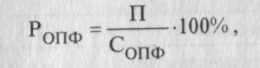 Р_ОПФ = П / С_ОПФ · 100%,